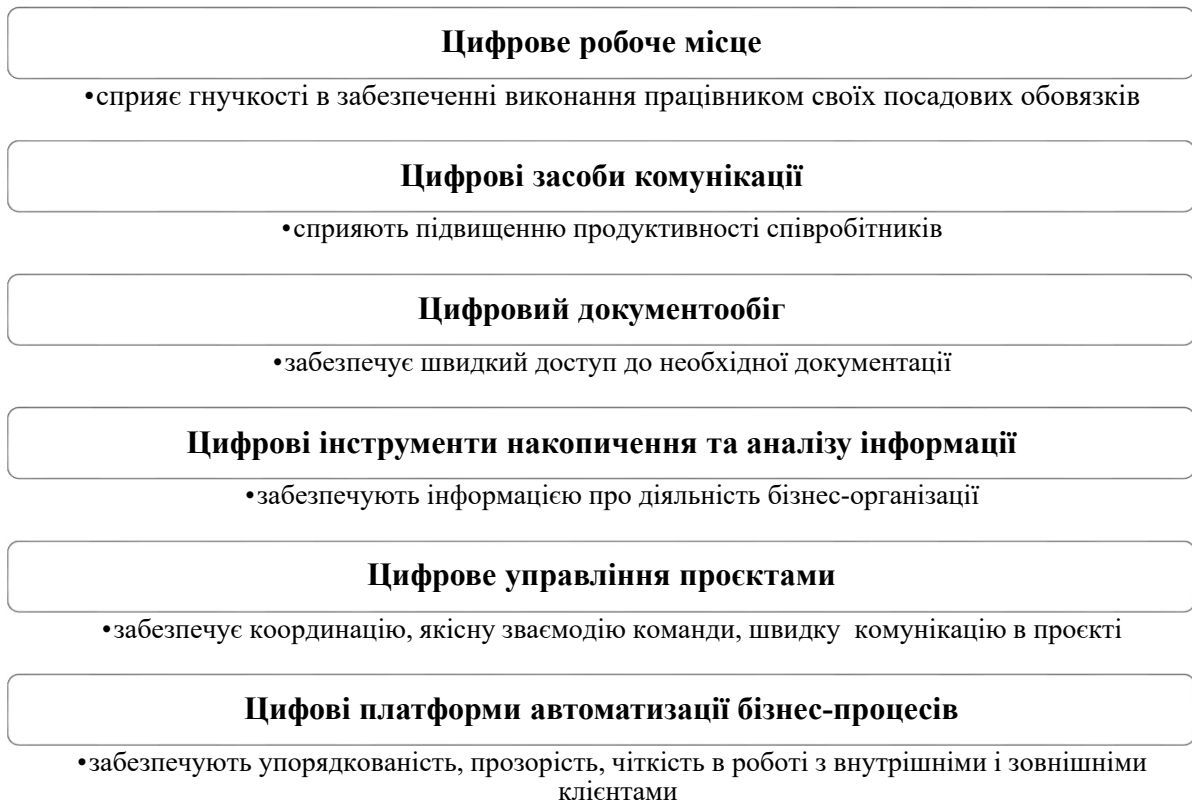 Цифрове робоче місце
•сприяє гнучкості в забезпеченні виконання працівником своїх посадових обовязків
Цифрові засоби комунікації
•сприяють підвищенню продуктивності співробітників
Цифровий документообіг
•забезпечує швидкий доступ до необхідної документації
Цифрові інструменти накопичення та аналізу інформації
•забезпечують інформацією про діяльність бізнес-організації
Цифрове управління проєктами
•забезпечує координацію, якісну зваємодію команди, швидку  комунікацію в проєкті
Цифові платформи автоматизації бізнес-процесів
•забезпечують упорядкованість, прозорість, чіткість в роботі з внутрішніми і зовнішніми
клієнтами